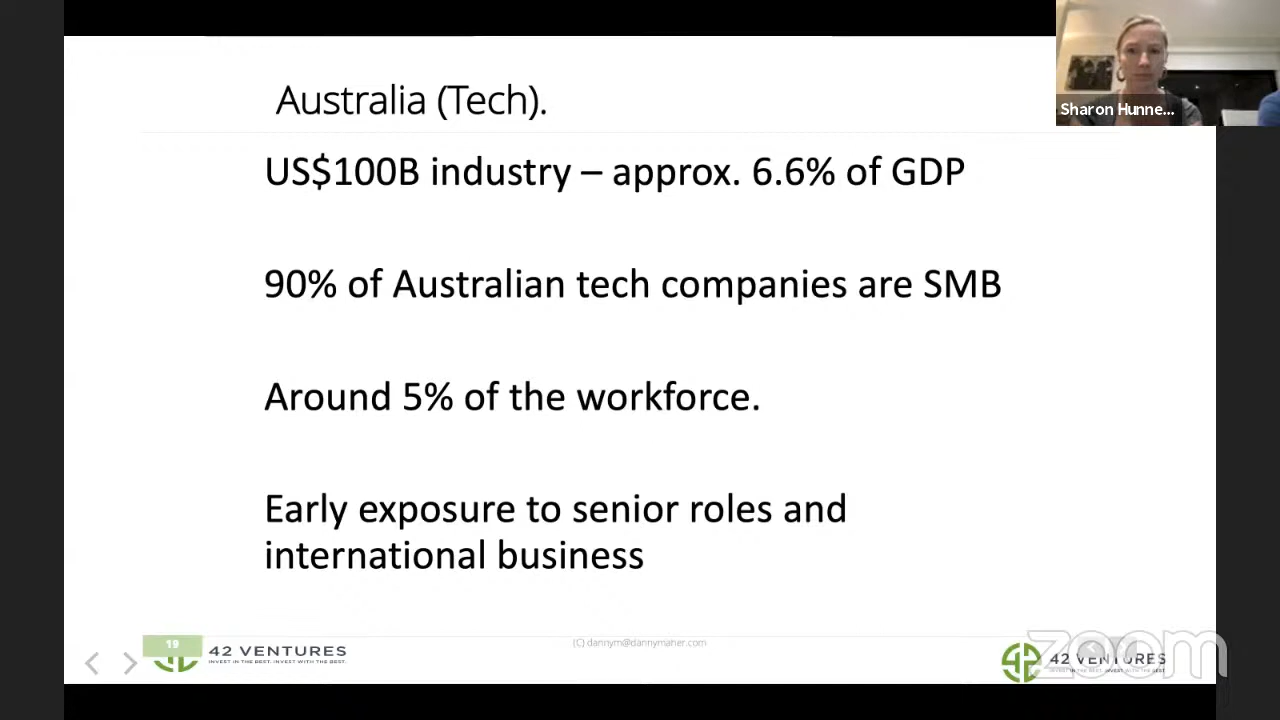 Australia (Tech).
Sharon Hunne...
US$100B industry – approx. 6.6% of GDP
90% of Australian tech companies are SMB
Around 5% of the workforce.
Early exposure to senior roles and
international business
19
42 VENTURES
INVEST IN THE BEST. INVEST WITH THE BEST.
(C) dannym@dannymaher.com
42 VENTURES
zoom